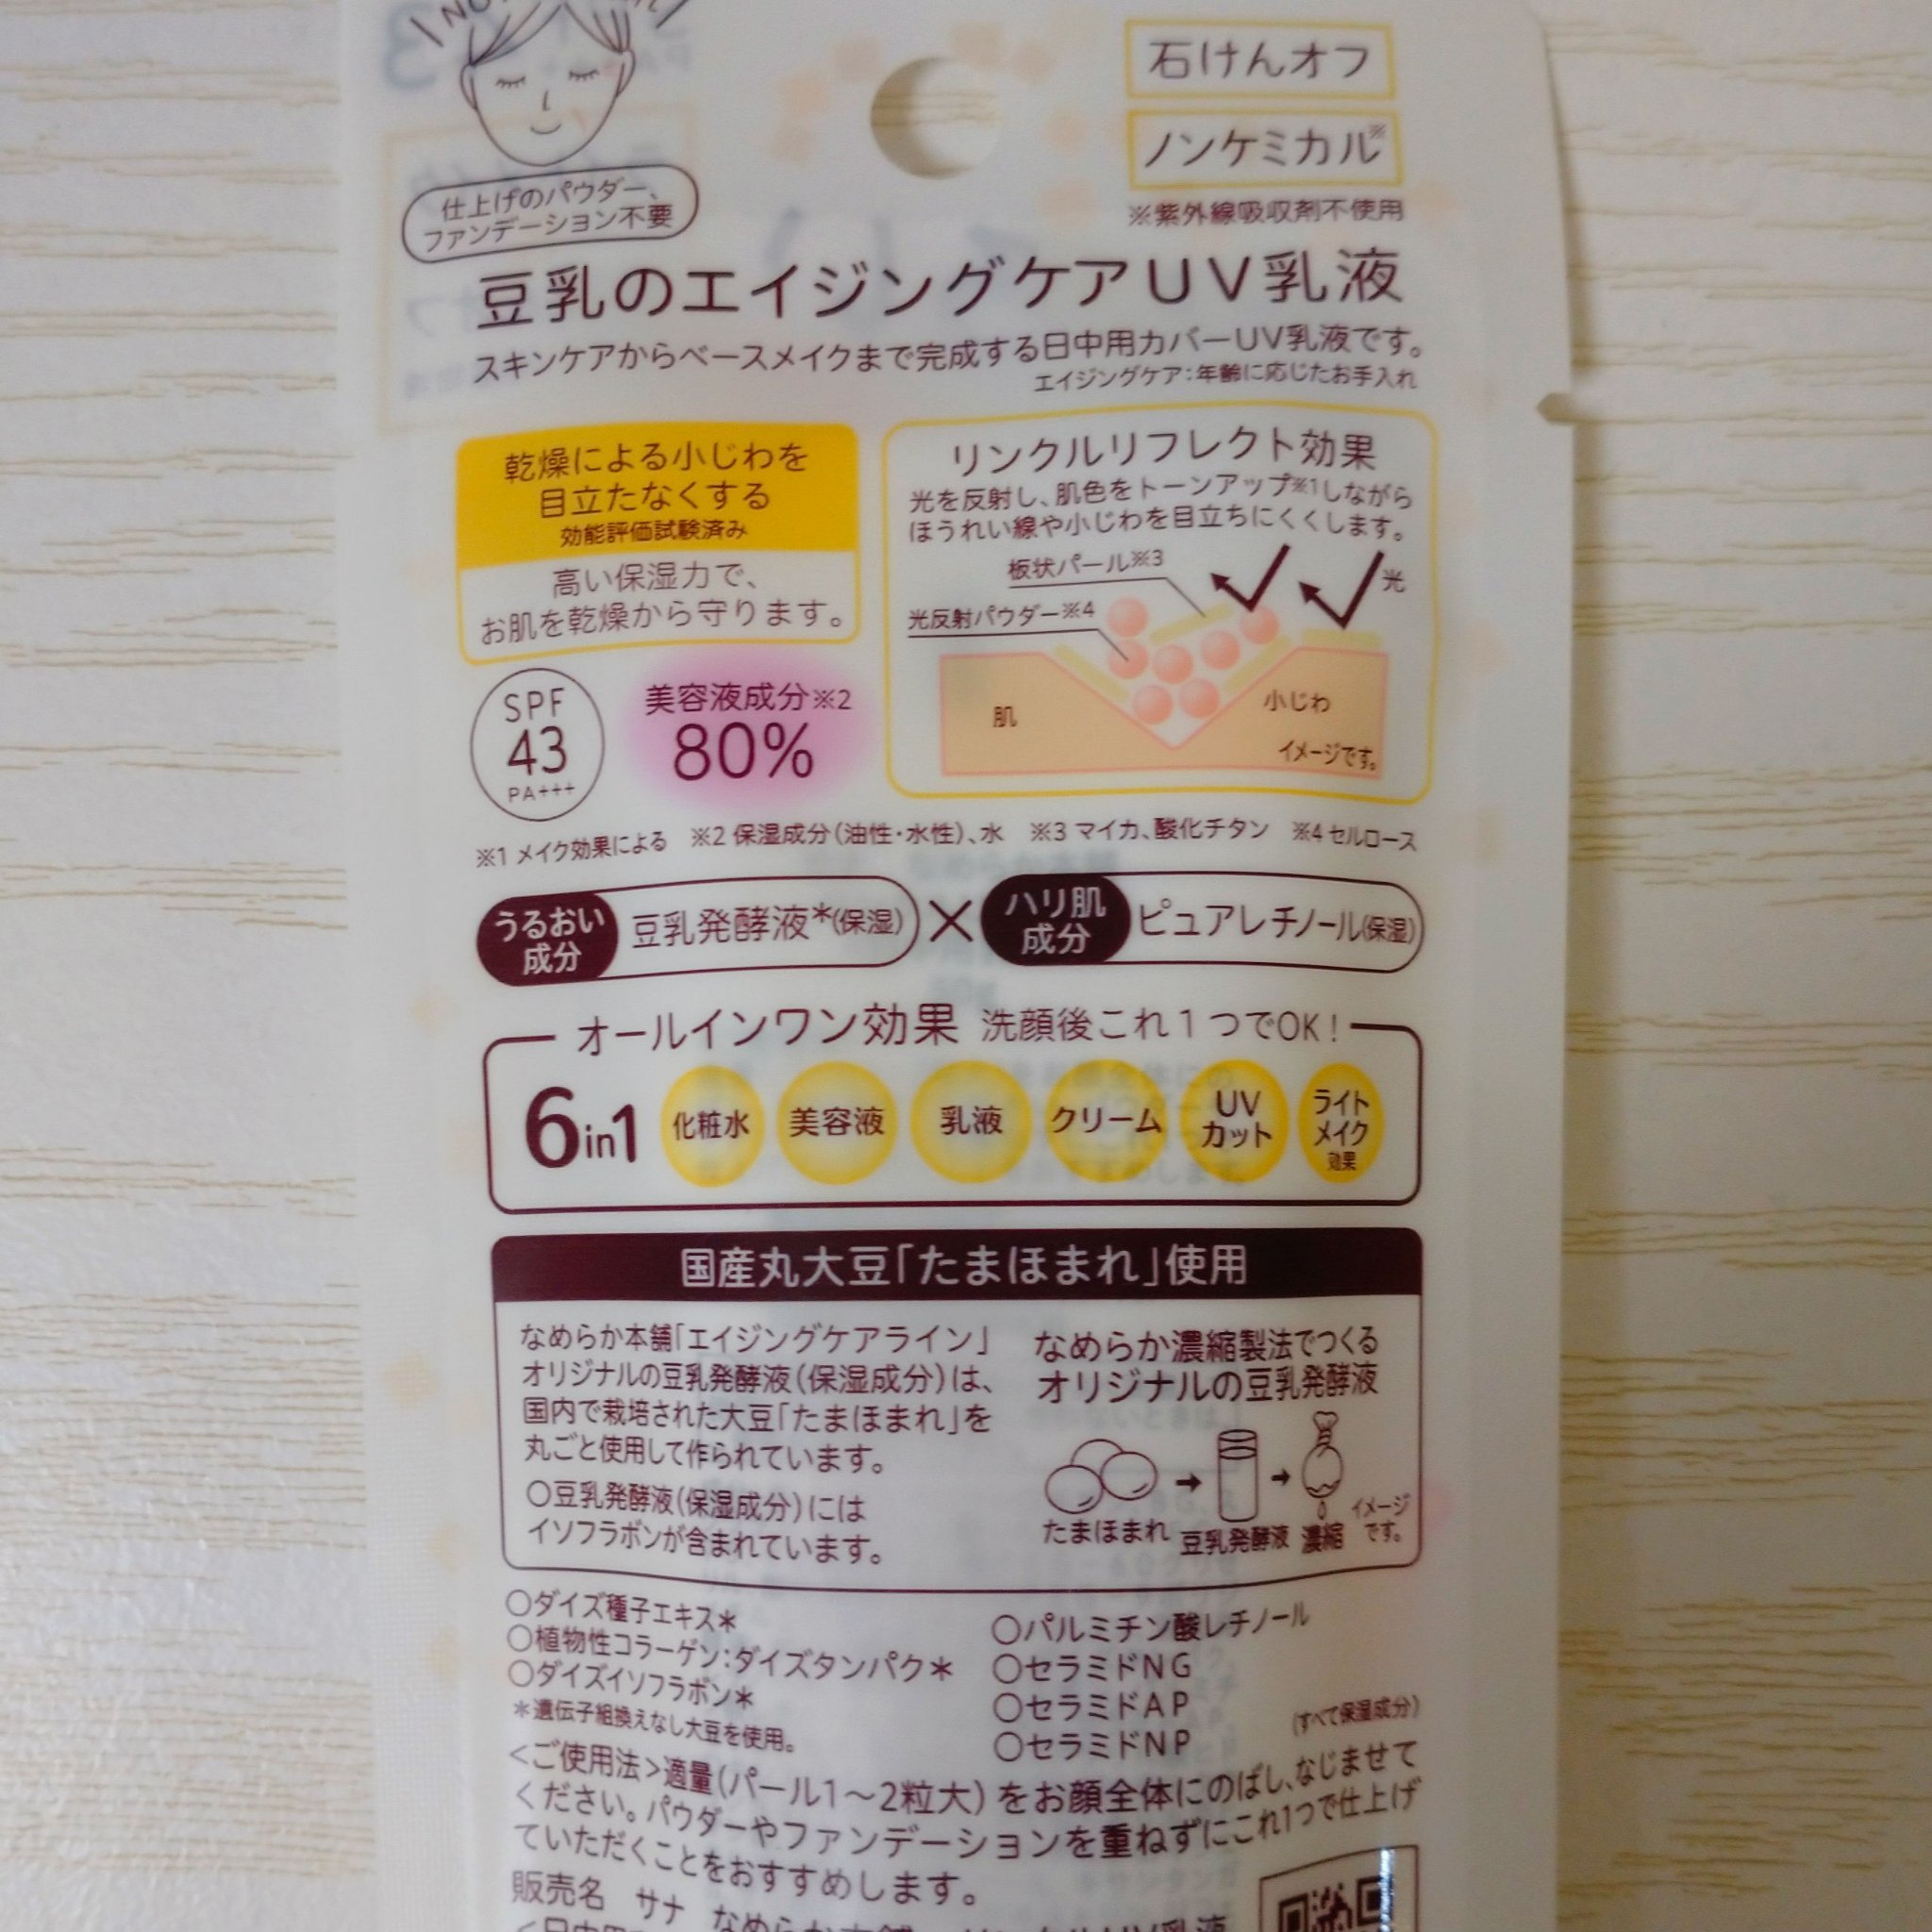 仕上げのパウダー、
ファンデーション不要
石けんオフ
ノンケミカル※
※紫外線吸収剤不使用
豆乳のエイジングケアUV乳液
スキンケアからベースメイクまで完成する日中用カバーUV乳液です。
エイジングケア:年齢に応じたお手入れ
乾燥による小じわを
目立たなくする
効能評価試験済み
高い保湿力で、
お肌を乾燥から守ります。
SPF
43
PA+++
美容液成分※2
80%
リンクルリフレクト効果
光を反射し、肌色をトーンアップ※1しながら
ほうれい線や小じわを目立ちにくくします。
板状パール※3
光
光反射パウダー※4
肌
小じわ
イメージです。
※1 メイク効果による ※2 保湿成分(油性・水性)、水 ※3 マイカ、酸化チタン ※4 セルロース
うるおい
成分
豆乳発酵液*(保湿)
×
ハリ肌
成分
ピュアレチノール(保湿)
オールインワン効果 洗顔後これ1つでOK!
6in1
化粧水
美容液
乳液
クリーム
UV
カット
ライト
メイク
効果
国産丸大豆「たまほまれ」使用
なめらか本舗「エイジングケアライン」
オリジナルの豆乳発酵液(保湿成分)は、
国内で栽培された大豆「たまほまれ」を
丸ごと使用して作られています。
○豆乳発酵液(保湿成分)には
イソフラボンが含まれています。
なめらか濃縮製法でつくる
オリジナルの豆乳発酵液
たまほまれ
豆乳発酵液
濃縮
イメージ
です。
○ダイズ種子エキス*
○植物性コラーゲン:ダイズタンパク*
○ダイズイソフラボン*
*遺伝子組換えなし大豆を使用。
○パルミチン酸レチノール
○セラミドNG
○セラミドAP
○セラミドNP
(すべて保湿成分)
<ご使用法>適量(パール1〜2粒大)をお顔全体にのばし、なじませて
ください。パウダーやファンデーションを重ねずにこれ1つで仕上げ
ていただくことをおすすめします。
販売名 サナ なめらか本舗